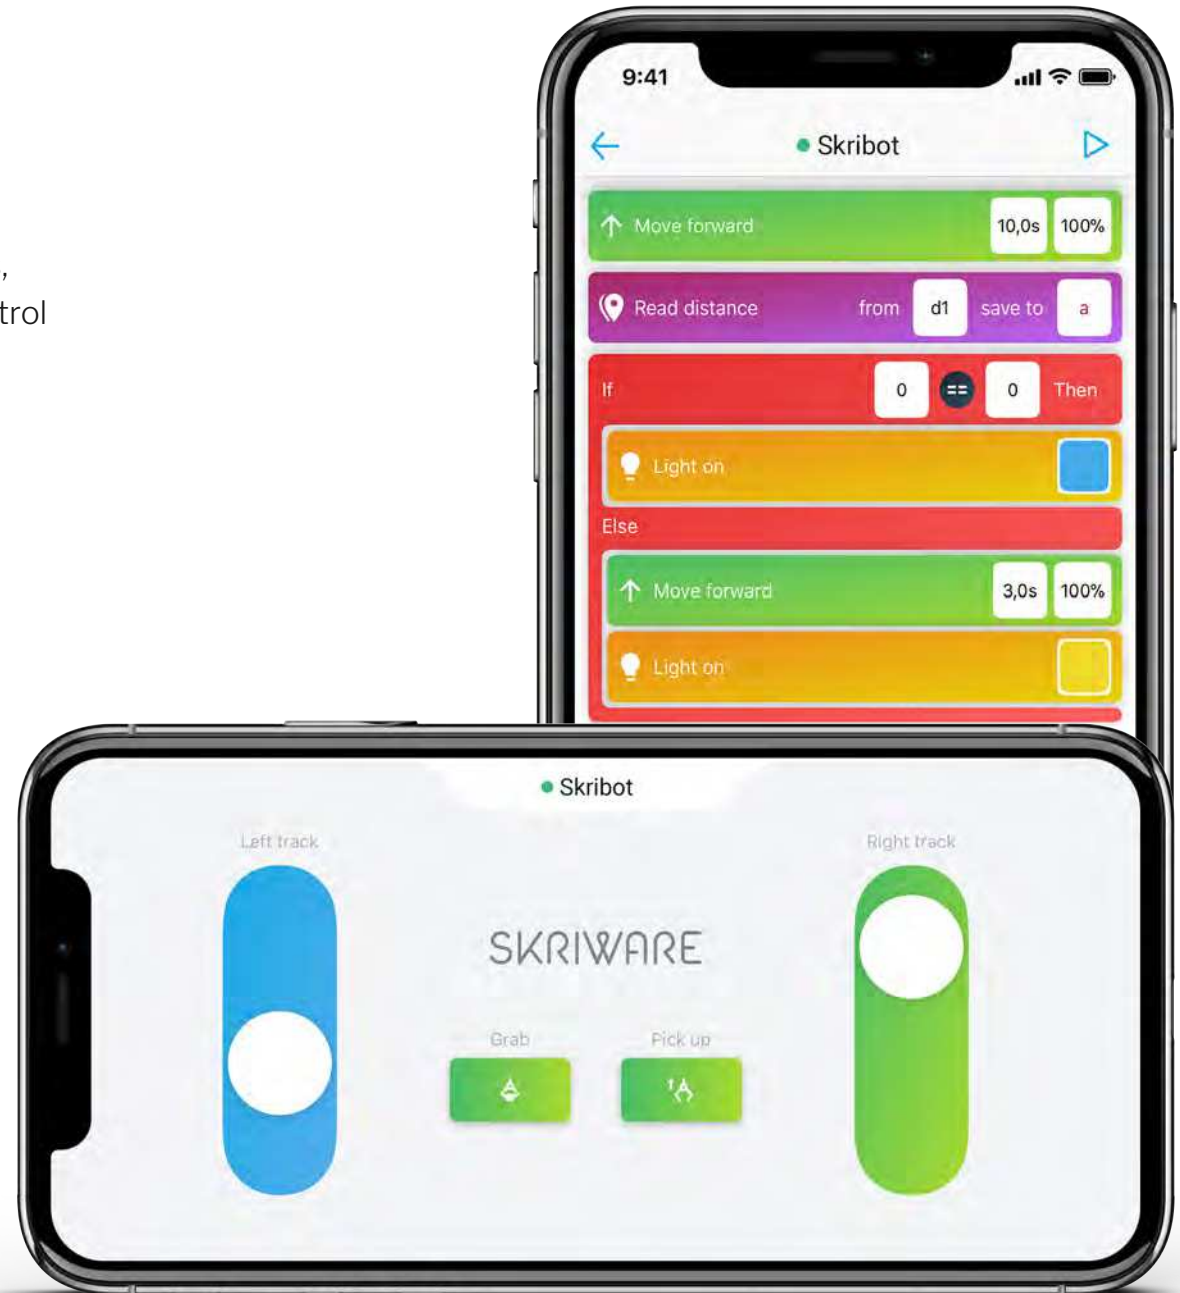 ,
trol
9:41
Skribot
Move forward 10,0s 100%
Read distance from d1 save to a
If 0 == 0 Then
Light on
Else
Move forward 3,0s 100%
Light on
Skribot
Left track
Right track
SKRIWARE
Grab
Pick up